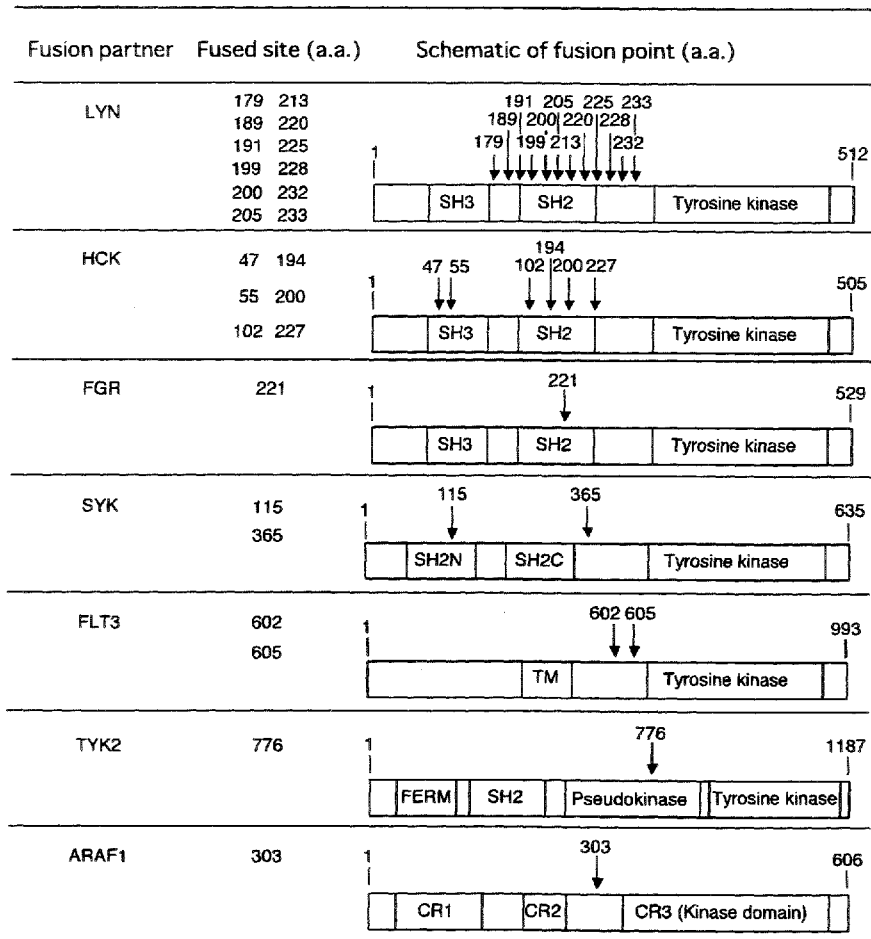 Fusion partner Fused site (a.a.) Schematic of fusion point (a.a.)
LYN
179 213
189 220
191 225
199 228
200 232
205 233
191 205 225 233
189 200 220 228
179 199 213 232
1 512
SH3 SH2 Tyrosine kinase
HCK
47 194
55 200
102 227
194
47 55 102 200 227
1 505
SH3 SH2 Tyrosine kinase
FGR 221
221
1 529
SH3 SH2 Tyrosine kinase
SYK
115
365
115 365
1 635
SH2N SH2C Tyrosine kinase
FLT3
602
605
602 605
1 993
TM Tyrosine kinase
TYK2 776
776
1 1187
FERM SH2 Pseudokinase Tyrosine kinase
ARAF1 303
303
1 606
CR1 CR2 CR3 (Kinase domain)